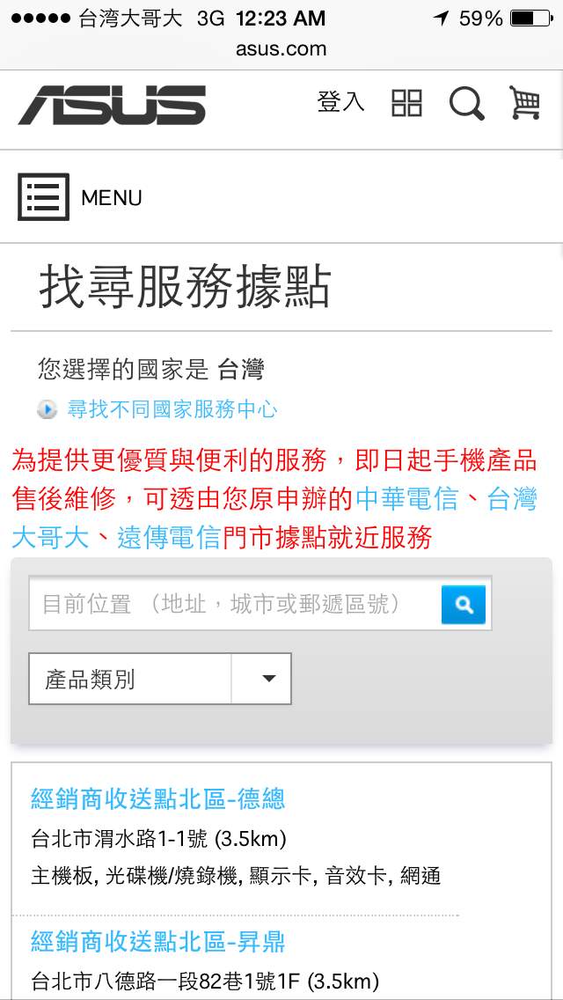 台湾大哥大 3G 12:23 AM 59%
asus.com
ASUS 登入
MENU
找尋服務據點
您選擇的國家是 台灣
尋找不同國家服務中心
為提供更優質與便利的服務，即日起手機產品
售後維修，可透由您原申辦的中華電信、台灣
大哥大、遠傳電信門市據點就近服務
目前位置 （地址，城市或郵遞區號）
產品類別
經銷商收送點北區-德總
台北市渭水路1-1號 (3.5km)
主機板, 光碟機/燒錄機, 顯示卡, 音效卡, 網通
經銷商收送點北區-昇鼎
台北市八德路一段82巷1號1F (3.5km)